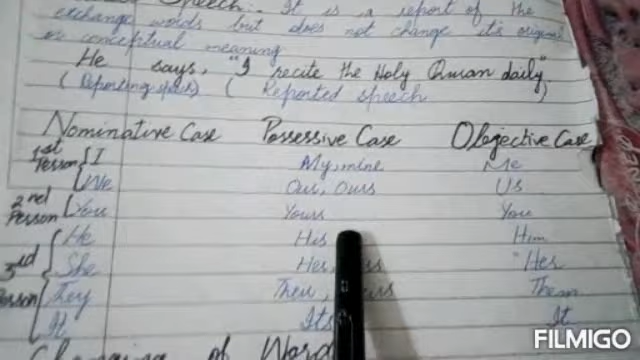 Speech:- It is a report of the
exchange words but does not change it's original
or conceptual meaning
He says, "I recite the Holy Quran daily"
(Reporting speech) ( Reported speech )
Nominative Case Possessive Case Obegective Case
1st Person I My, mine Me
We Our, Ours Us
2nd Person You Yours You
3rd Person He His Him
She Her, Her
They Their, Them
It Its It
Changing of Word
FILMIGO